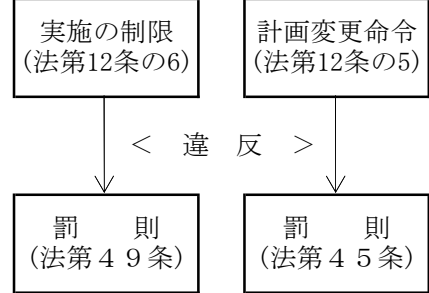 実施の制限
(法第12条の6)
計画変更命令
(法第12条の5)
＜　違　反　＞
罰　　則
(法第４９条)
罰　　則
(法第４５条)